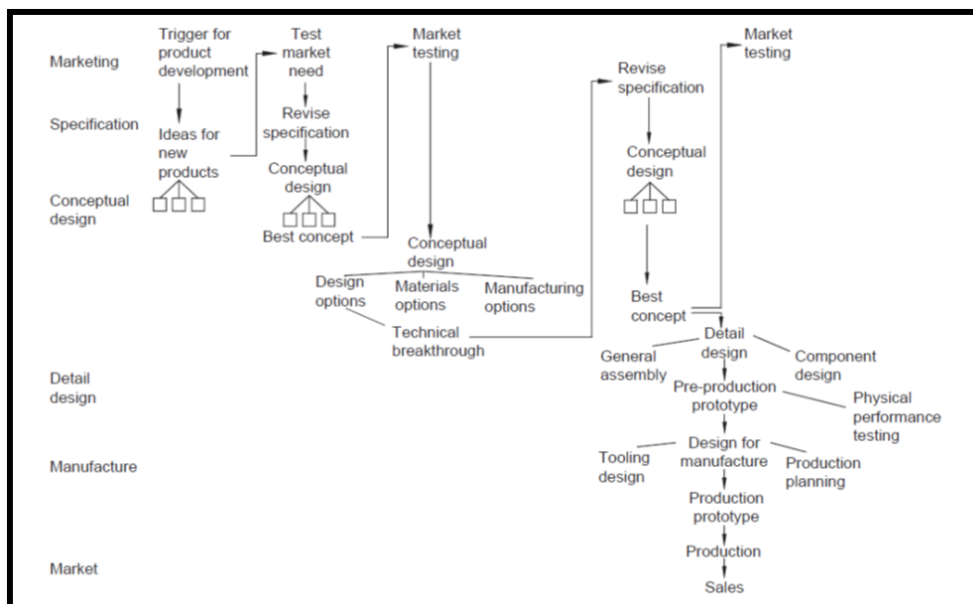 Marketing
Trigger for
product
development
Test
market
need
Market
testing
Revise
specification
Market
testing
Specification
Ideas for
new
products
Revise
specification
Conceptual
design
Conceptual
design
Conceptual
design
Best concept
Conceptual
design
Design
options
Materials
options
Manufacturing
options
Technical
breakthrough
Best
concept
Detail
design
General
assembly
Component
design
Detail
design
Pre-production
prototype
Physical
performance
testing
Manufacture
Tooling
design
Design for
manufacture
Production
planning
Production
prototype
Production
Market
Sales